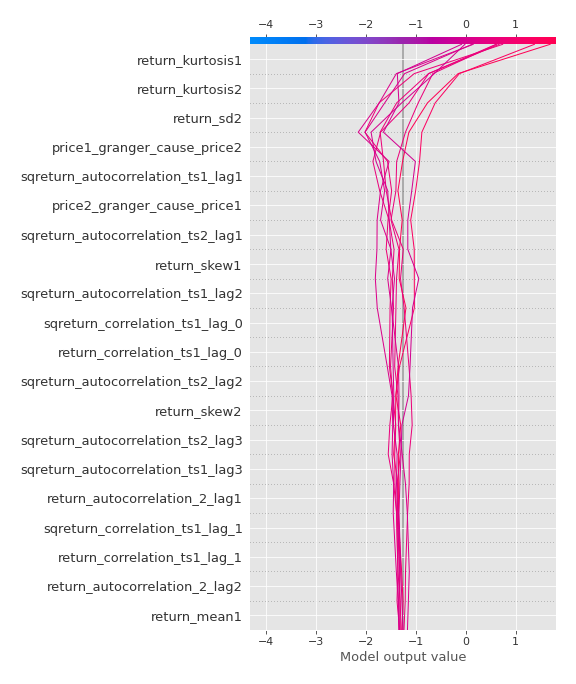 −4 −3 −2 −1 0 1
return_kurtosis1
return_kurtosis2
return_sd2
price1_granger_cause_price2
sqreturn_autocorrelation_ts1_lag1
price2_granger_cause_price1
sqreturn_autocorrelation_ts2_lag1
return_skew1
sqreturn_autocorrelation_ts1_lag2
sqreturn_correlation_ts1_lag_0
return_correlation_ts1_lag_0
sqreturn_autocorrelation_ts2_lag2
return_skew2
sqreturn_autocorrelation_ts2_lag3
sqreturn_autocorrelation_ts1_lag3
return_autocorrelation_2_lag1
sqreturn_correlation_ts1_lag_1
return_correlation_ts1_lag_1
return_autocorrelation_2_lag2
return_mean1
−4 −3 −2 −1 0 1
Model output value